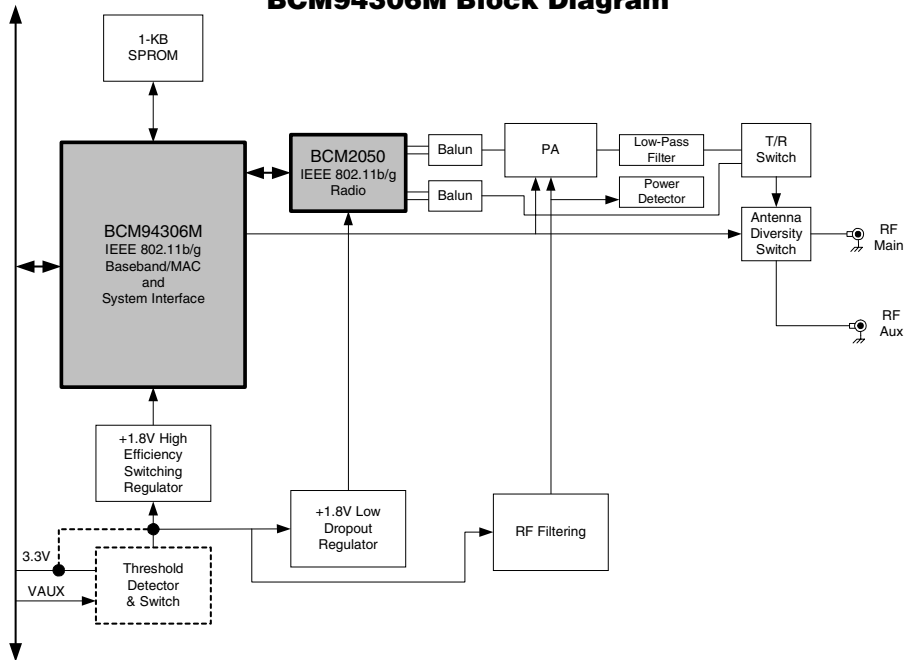 BCM94306M Block Diagram
1-KB
SPROM
BCM94306M
IEEE 802.11b/g
Baseband/MAC
and
System Interface
BCM2050
IEEE 802.11b/g
Radio
Balun
Balun
PA
Low-Pass
Filter
Power
Detector
T/R
Switch
Antenna
Diversity
Switch
RF
Main
RF
Aux
+1.8V High
Efficiency
Switching
Regulator
+1.8V Low
Dropout
Regulator
RF Filtering
3.3V
VAUX
Threshold
Detector
& Switch